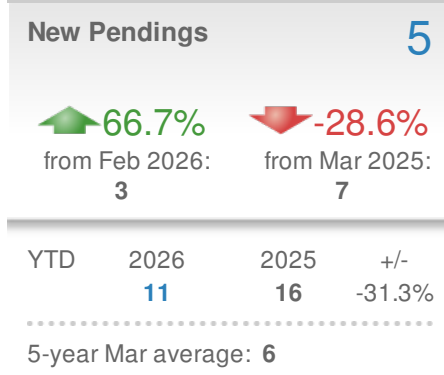 New Pendings 5
66.7% -28.6%
from Feb 2026: from Mar 2025:
3 7
YTD 2026 2025 +/-
11 16 -31.3%
5-year Mar average: 6